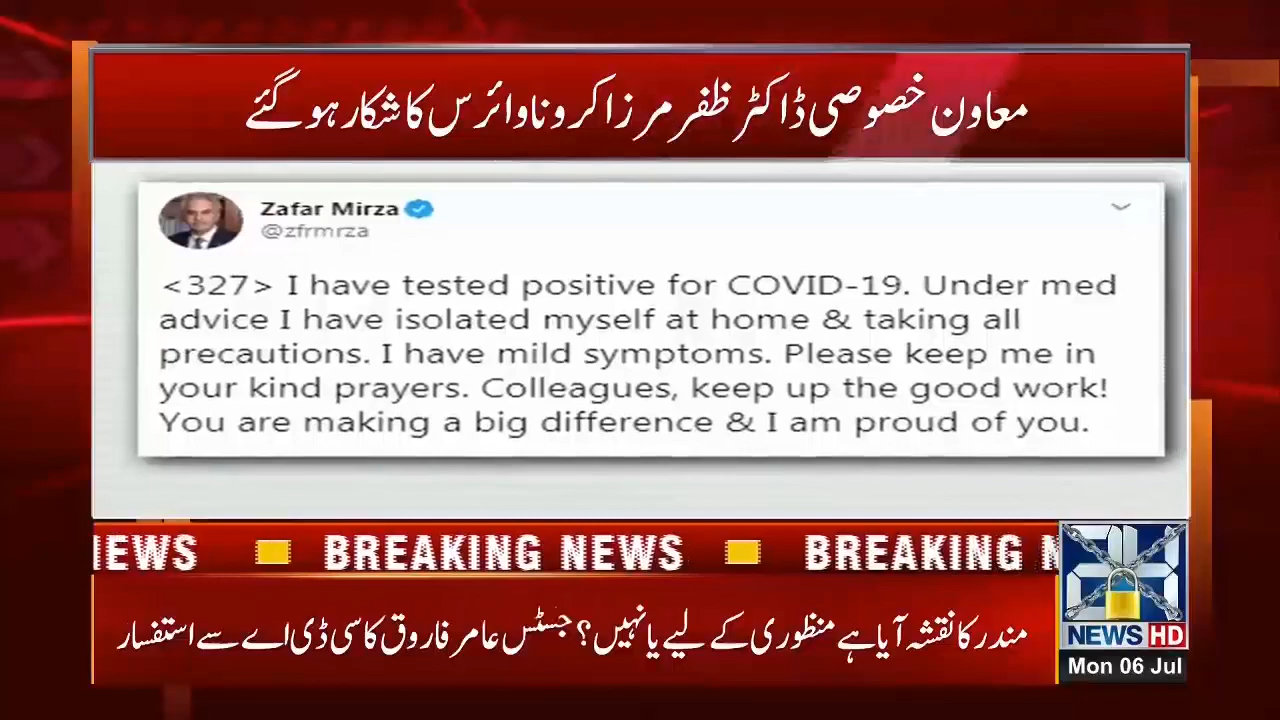 معاون خصوصی ڈاکٹر ظفر مرزا کرونا وائرس کا شکار ہو گئے
Zafar Mirza
@zfrmrza
<327> I have tested positive for COVID-19. Under med
advice I have isolated myself at home & taking all
precautions. I have mild symptoms. Please keep me in
your kind prayers. Colleagues, keep up the good work!
You are making a big difference & I am proud of you.
IEWS BREAKING NEWS BREAKING N
مندر کا نقشہ آیا ہے منظوری کے لیے یا نہیں؟ جسٹس عامر فاروق کا سی ڈی اے سے استفسار
24
NEWS HD
Mon 06 Jul